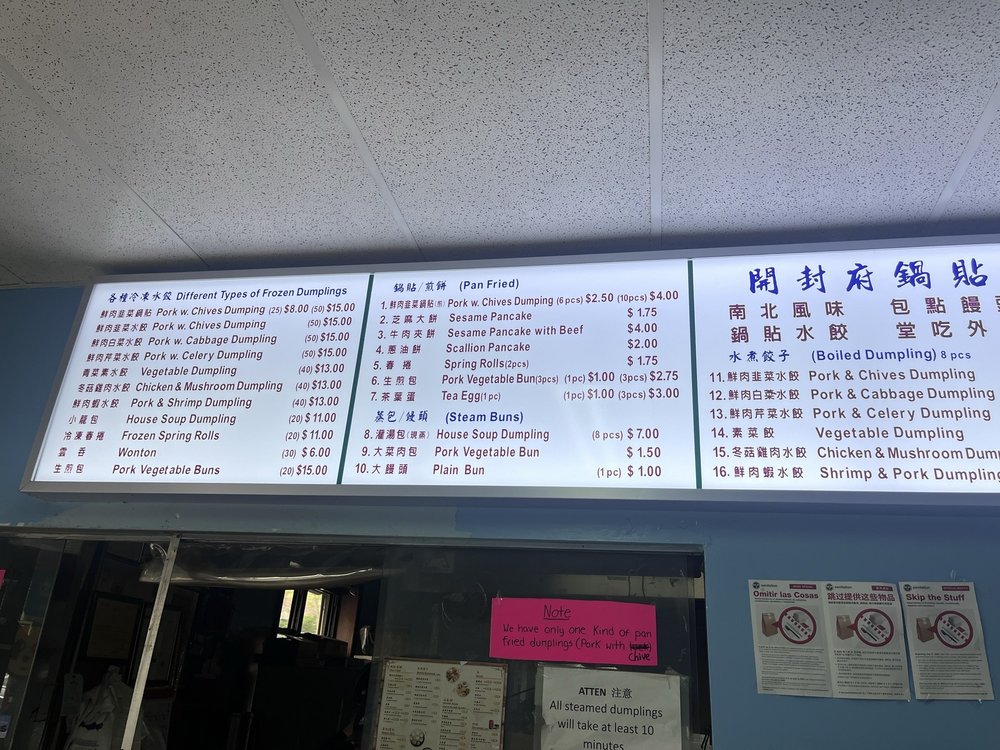 各種冷凍水餃 Different Types of Frozen Dumplings
鮮肉韮菜鍋貼 Pork w. Chives Dumping (25) $8.00 (50) $15.00
鮮肉韮菜水餃 Pork w. Chives Dumping (50) $15.00
鮮肉白菜水餃 Pork w. Cabbage Dumpling (50) $15.00
鮮肉芹菜水餃 Pork w. Celery Dumpling (50) $15.00
青菜素水餃 Vegetable Dumpling (40) $13.00
冬菇雞肉水餃 Chicken & Mushroom Dumpling (40) $13.00
鮮肉蝦水餃 Pork & Shrimp Dumpling (40) $13.00
小籠包 House Soup Dumpling (20) $11.00
冷凍春捲 Frozen Spring Rolls (20) $11.00
雲吞 Wonton (30) $6.00
生煎包 Pork Vegetable Buns (20) $15.00
鍋貼/煎餅 (Pan Fried)
1. 鮮肉韮菜鍋貼(煎) Pork w. Chives Dumping (6 pcs) $2.50 (10pcs) $4.00
2. 芝麻大餅 Sesame Pancake $ 1.75
3. 牛肉夾餅 Sesame Pancake with Beef $4.00
4. 蔥油餅 Scallion Pancake $2.00
5. 春捲 Spring Rolls(2pcs) $ 1.75
6. 生煎包 Pork Vegetable Bun(3pcs) (1pc) $1.00 (3pcs) $2.75
7. 茶葉蛋 Tea Egg(1pc) (1pc) $1.00 (3pcs) $3.00
蒸包/饅頭 (Steam Buns)
8. 灌湯包(現蒸) House Soup Dumpling (8 pcs) $ 7.00
9. 大菜肉包 Pork Vegetable Bun $ 1.50
10. 大饅頭 Plain Bun (1 pc) $ 1.00
開封府鍋貼
南北風味 包點饅
鍋貼水餃 堂吃外
水煮餃子 (Boiled Dumpling) 8 pcs
11. 鮮肉韮菜水餃 Pork & Chives Dumpling
12. 鮮肉白菜水餃 Pork & Cabbage Dumpling
13. 鮮肉芹菜水餃 Pork & Celery Dumpling
14. 素菜餃 Vegetable Dumpling
15. 冬菇雞肉水餃 Chicken & Mushroom Dum
16. 鮮肉蝦水餃 Shrimp & Pork Dumpling
Note
We have only one Kind of pan
fried dumplings (Pork with
chive
ATTEN 注意
All steamed dumplings
will take at least 10
minutes
Omitir las Cosas
跳过提供这些物品
Skip the Stuff